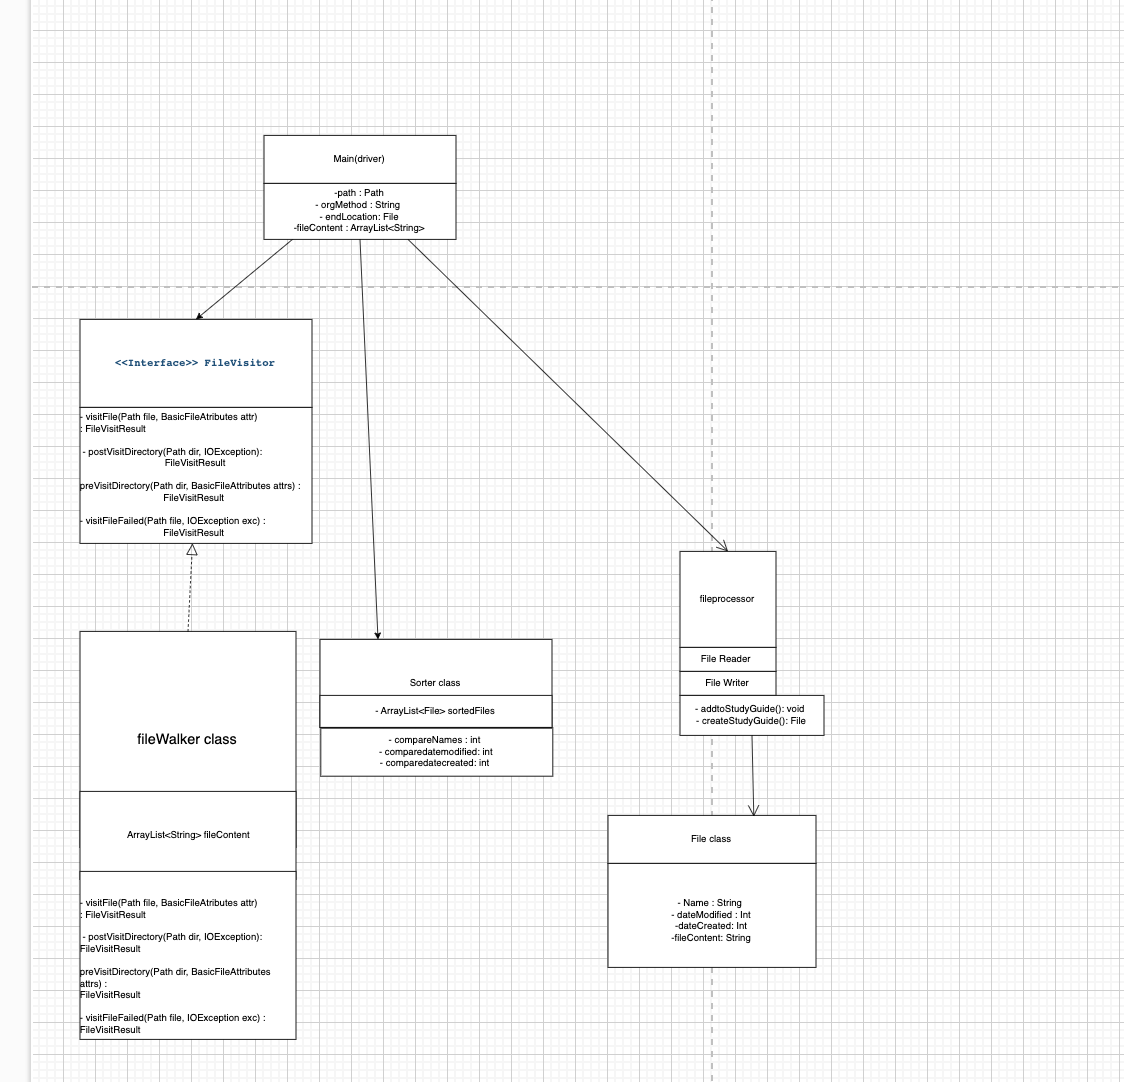 Main(driver)
-path : Path
- orgMethod : String
- endLocation: File
-fileContent : ArrayList<String>
<<Interface>> FileVisitor
- visitFile(Path file, BasicFileAtributes attr)
: FileVisitResult
- postVisitDirectory(Path dir, IOException):
FileVisitResult
preVisitDirectory(Path dir, BasicFileAttributes attrs) :
FileVisitResult
- visitFileFailed(Path file, IOException exc) :
FileVisitResult
fileWalker class
ArrayList<String> fileContent
- visitFile(Path file, BasicFileAtributes attr)
: FileVisitResult
- postVisitDirectory(Path dir, IOException):
FileVisitResult
preVisitDirectory(Path dir, BasicFileAttributes
attrs) :
FileVisitResult
- visitFileFailed(Path file, IOException exc) :
FileVisitResult
Sorter class
- ArrayList<File> sortedFiles
- compareNames : int
- comparedatemodified: int
- comparedatecreated: int
fileprocessor
File Reader
File Writer
- addtoStudyGuide(): void
- createStudyGuide(): File
File class
- Name : String
- dateModified : Int
-dateCreated: Int
-fileContent: String